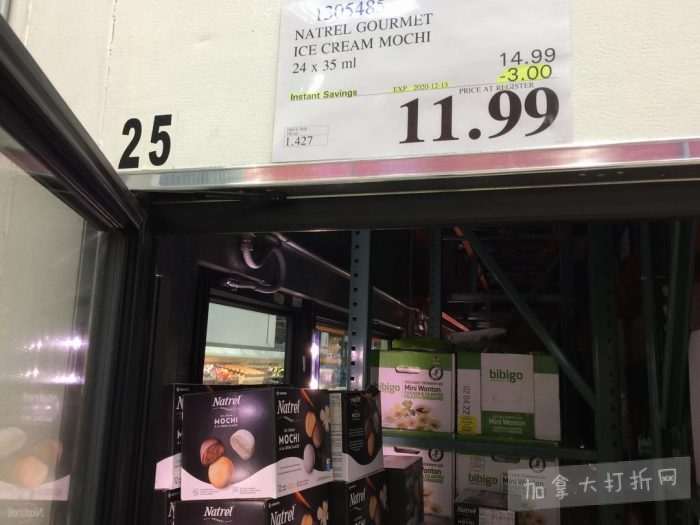 1305485
NATREL GOURMET
ICE CREAM MOCHI
24 x 35 ml
14.99
-3.00
Instant Savings
EXP. 2020-12-13
PRICE AT REGISTER
11.99
1.427
25
Natrel
MOCHI
Natrel
MOCHI
Natrel
Natrel
bibigo
Mini Wonton
bibigo
Mini Wonton
加拿大打折网